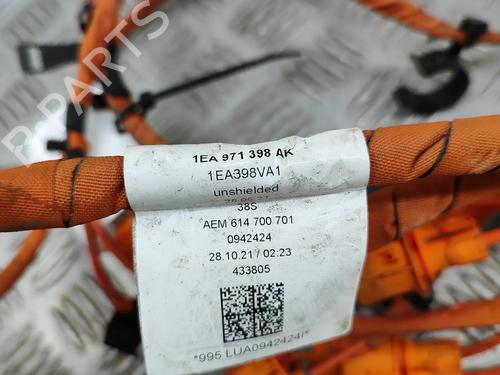 B-PARTS
1EA 971 398 AK
1EA398VA1
unshielded
38S
AEM 614 700 701
0942424
28.10.21 / 02:23
433805
*995 LUA0942424I*